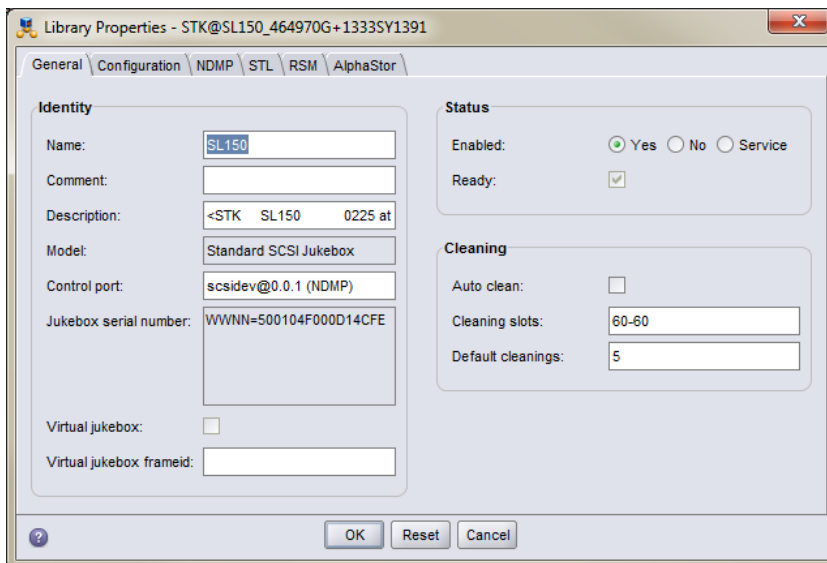 Library Properties - STK@SL150_464970G+1333SY1391
x
General Configuration NDMP STL RSM AlphaStor
Identity
Name: SL150
Comment:
Description: <STK SL150 0225 at
Model: Standard SCSI Jukebox
Control port: scsidev@0.0.1 (NDMP)
Jukebox serial number: WWNN=500104F000D14CFE
Virtual jukebox:
Virtual jukebox frameid:
Status
Enabled: Yes No Service
Ready:
Cleaning
Auto clean:
Cleaning slots: 60-60
Default cleanings: 5
?
OK Reset Cancel